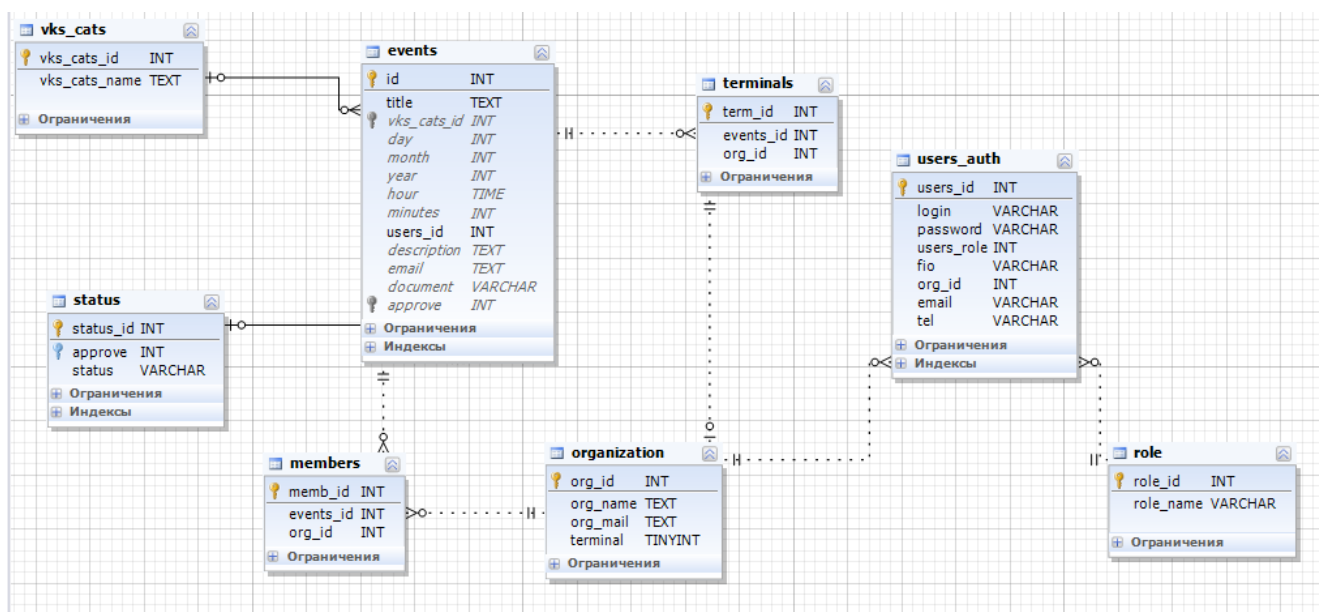 vks_cats
vks_cats_id INT
vks_cats_name TEXT
Ограничения
events
id INT
title TEXT
vks_cats_id INT
day INT
month INT
year INT
hour TIME
minutes INT
users_id INT
description TEXT
email TEXT
document VARCHAR
approve INT
Ограничения
Индексы
terminals
term_id INT
events_id INT
org_id INT
Ограничения
users_auth
users_id INT
login VARCHAR
password VARCHAR
users_role INT
fio VARCHAR
org_id INT
email VARCHAR
tel VARCHAR
Ограничения
Индексы
status
status_id INT
approve INT
status VARCHAR
Ограничения
Индексы
members
memb_id INT
events_id INT
org_id INT
Ограничения
organization
org_id INT
org_name TEXT
org_mail TEXT
terminal TINYINT
Ограничения
role
role_id INT
role_name VARCHAR
Ограничения